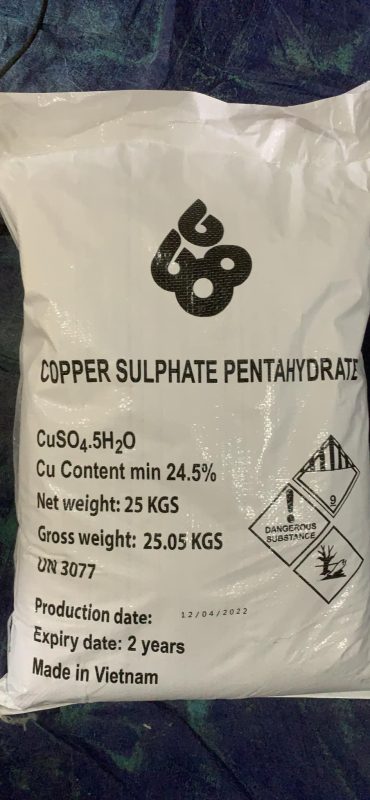 COPPER SULPHATE PENTAHYDRATE
CuSO₄.5H₂O
Cu Content min 24.5%
Net weight: 25 KGS
Gross weight: 25.05 KGS
UN 3077
9
!
DANGEROUS
SUBSTANCE
Production date: 12/04/2022
Expiry date: 2 years
Made in Vietnam